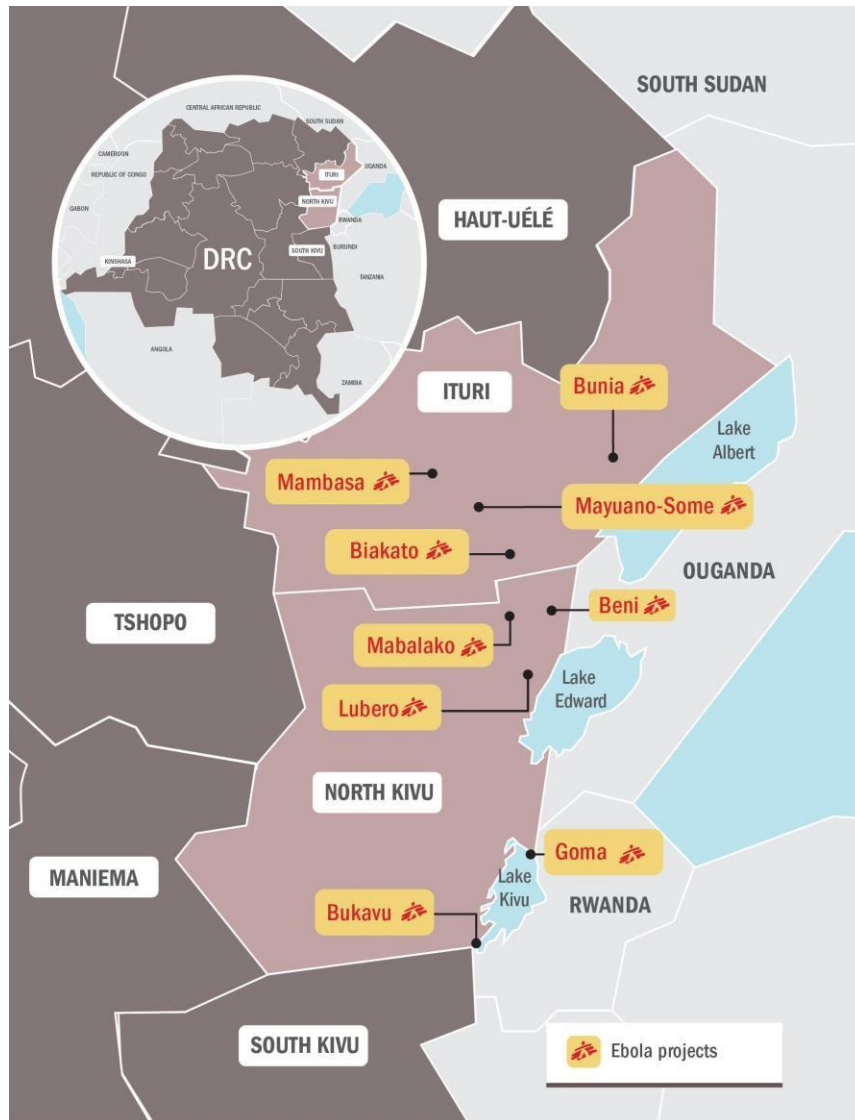 SOUTH SUDAN
CENTRAL AFRICAN REPUBLIC
SOUTH SUDAN
CAMEROON
REPUBLIC OF CONGO
UGANDA
ITURI
GABON
NORTH KIVU
RWANDA
SOUTH KIVU
BURUNDI
KINSHASA
DRC
TANZANIA
ANGOLA
ZAMBIA
HAUT-UÉLÉ
ITURI
Bunia
Lake
Albert
Mambasa
Mayuano-Some
Biakato
OUGANDA
TSHOPO
Beni
Mabalako
Lake
Edward
Lubero
NORTH KIVU
Goma
MANIEMA
Lake
Kivu
RWANDA
Bukavu
SOUTH KIVU
Ebola projects